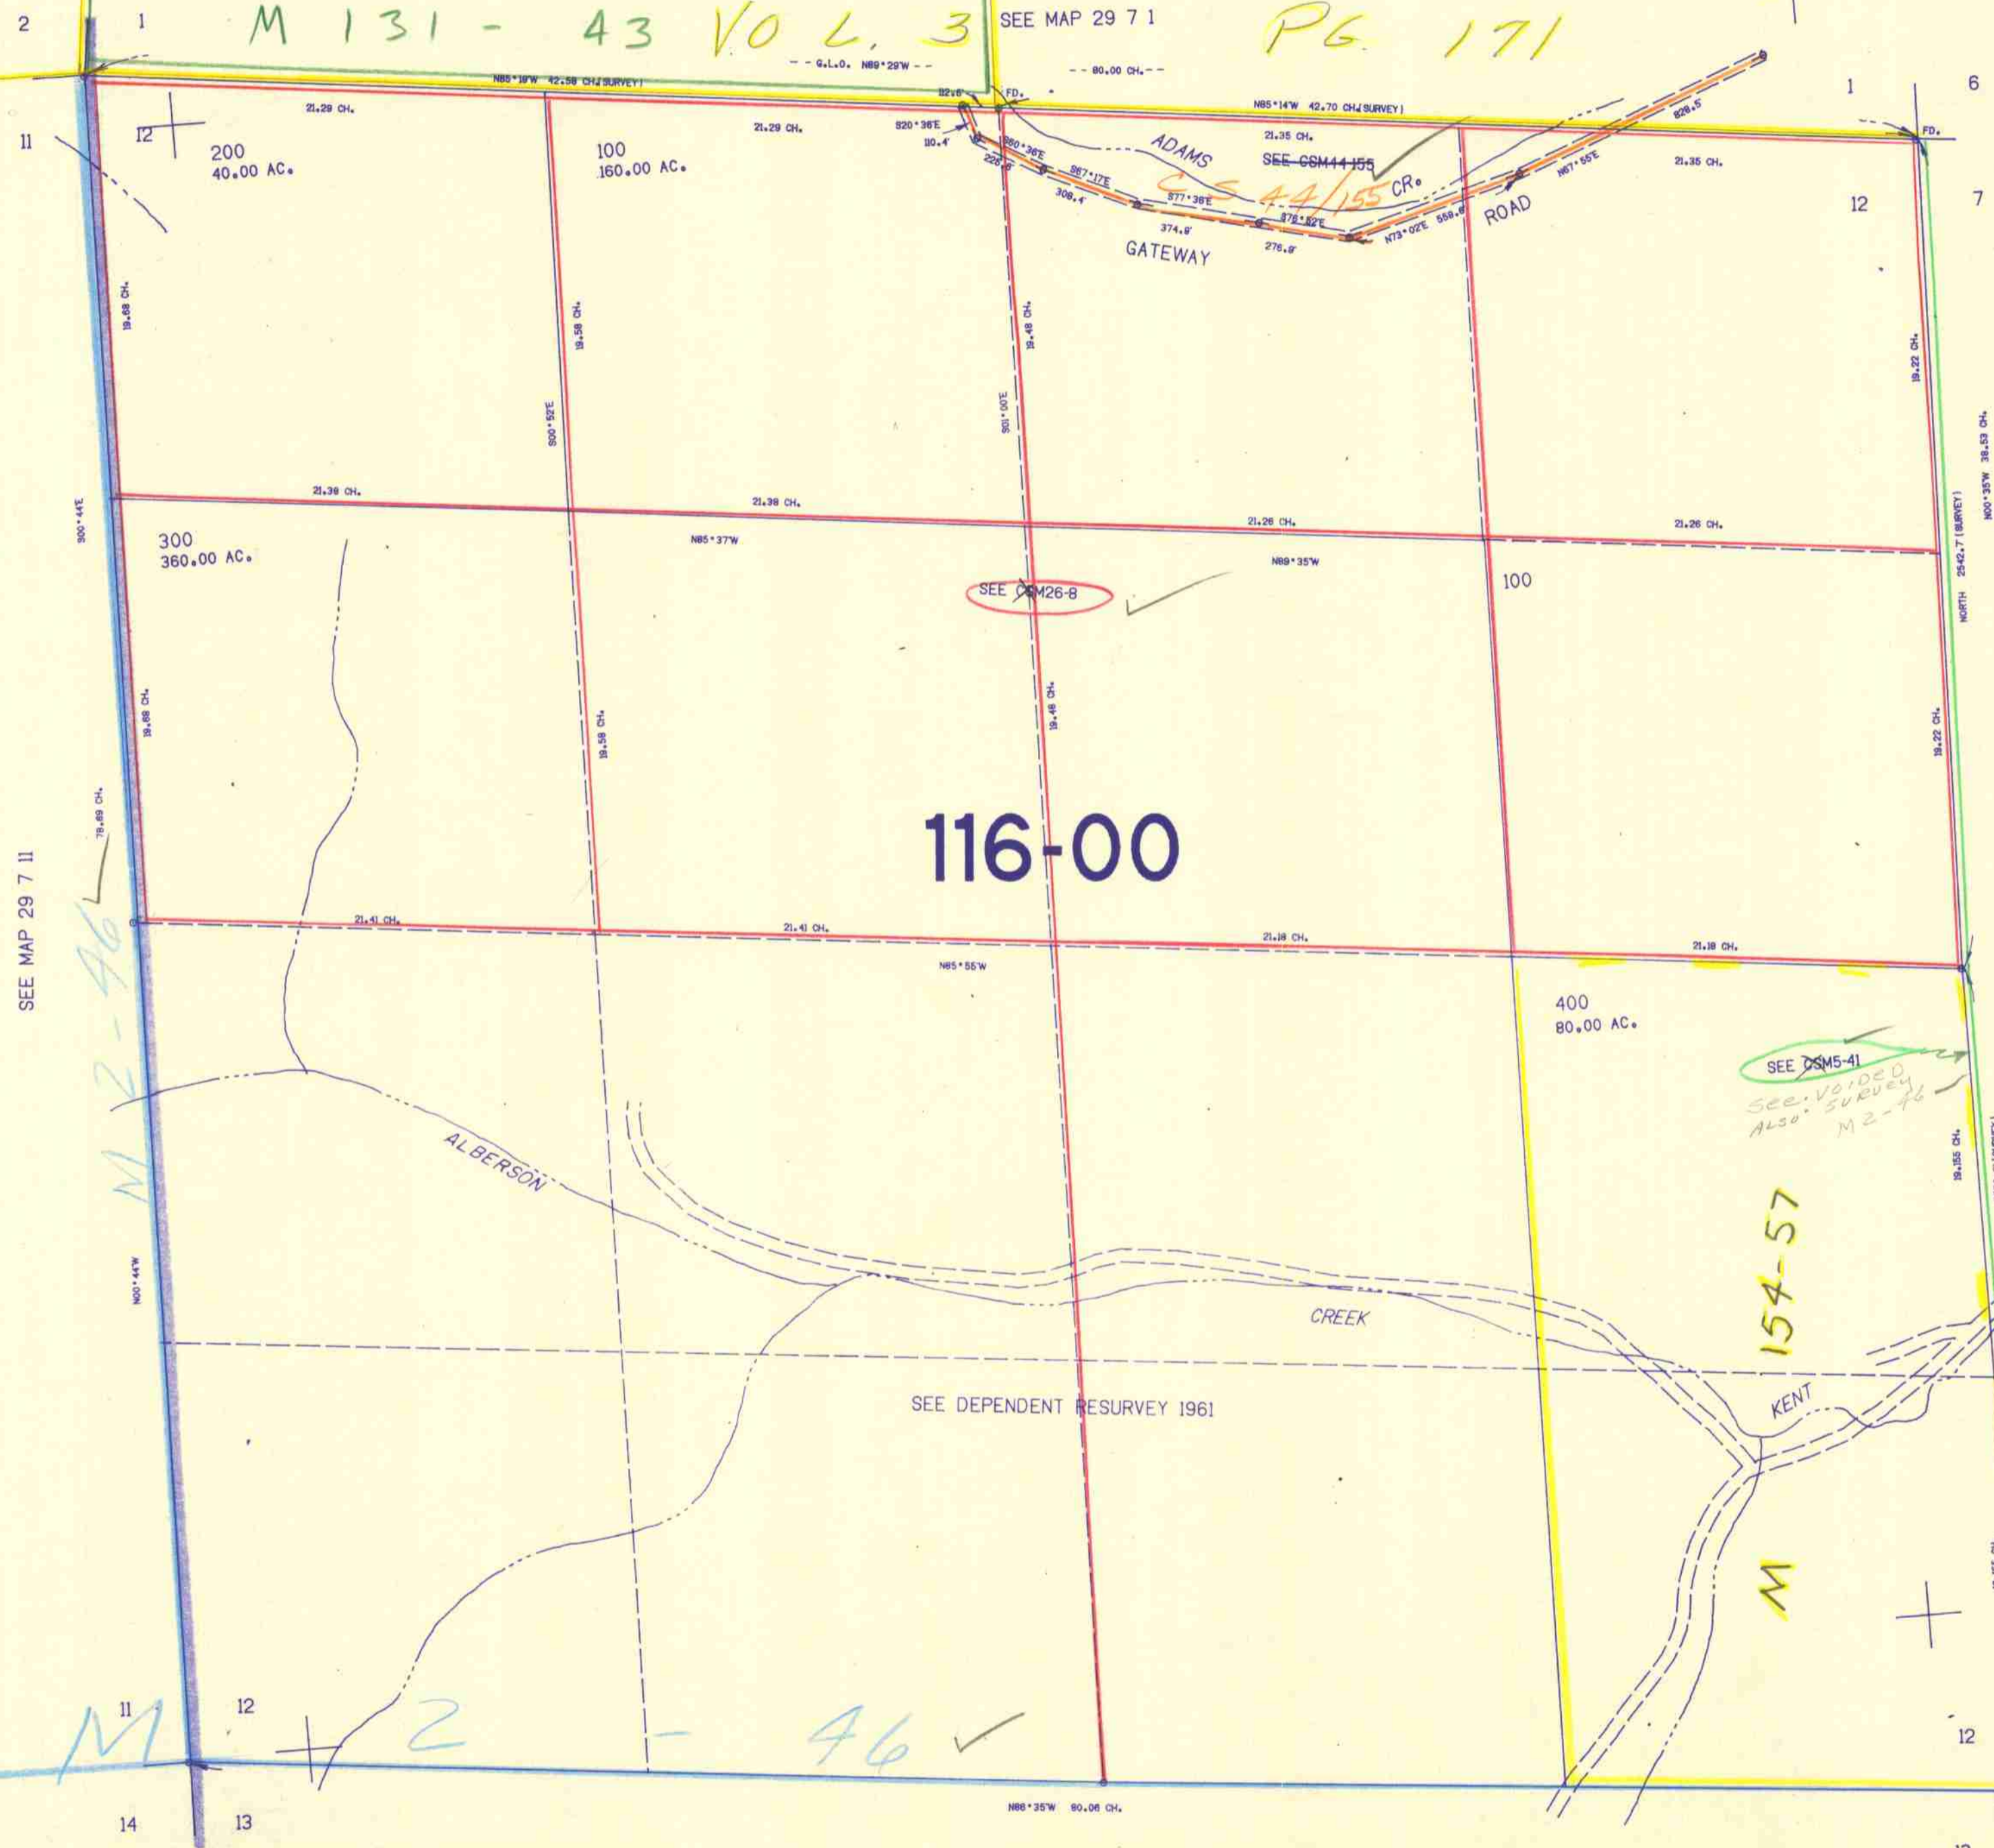 2
1
M 131 - 43 VOL. 3
SEE MAP 29 7 1
PG. 171
-- G.L.O. N89°29'W --
-- 80.00 CH.--
N85°19'W 42.58 CH.(SURVEY)
112.6'
FD.
N85°14'W 42.70 CH.(SURVEY)
1
6
11
12
21.29 CH.
21.29 CH.
S20°36'E
110.4'
21.35 CH.
828.5'
FD.
200
40.00 AC.
100
160.00 AC.
S60°36'E
ADAMS
SEE CSM44-155
21.35 CH.
N67°55'E
S67°17'E
308.4'
CS 44/155
CR.
12
7
S77°36'E
374.9'
276.9'
N73°02'E
ROAD
GATEWAY
19.68 CH.
19.58 CH.
19.48 CH.
19.22 CH.
S00°52'E
S01°00'E
N00°35'W 38.53 CH.
S00°44'E
21.39 CH.
21.39 CH.
21.26 CH.
21.26 CH.
300
360.00 AC.
N85°37'W
N89°35'W
NORTH 2542.7 (SURVEY)
SEE CSM26-8
100
19.68 CH.
19.58 CH.
19.48 CH.
19.22 CH.
78.89 CH.
116-00
SEE MAP 29 7 11
M 2-46
21.41 CH.
21.41 CH.
21.18 CH.
21.18 CH.
N85°55'W
400
80.00 AC.
SEE CSM5-41
See VOIDED
ALSO SURVEY
M2-46
19.155 CH.
ALBERSON
M 154-57
N00°44'W
CREEK
KENT
SEE DEPENDENT RESURVEY 1961
11
12
M 2 - 46
12
N86°35'W 80.06 CH.
14
13